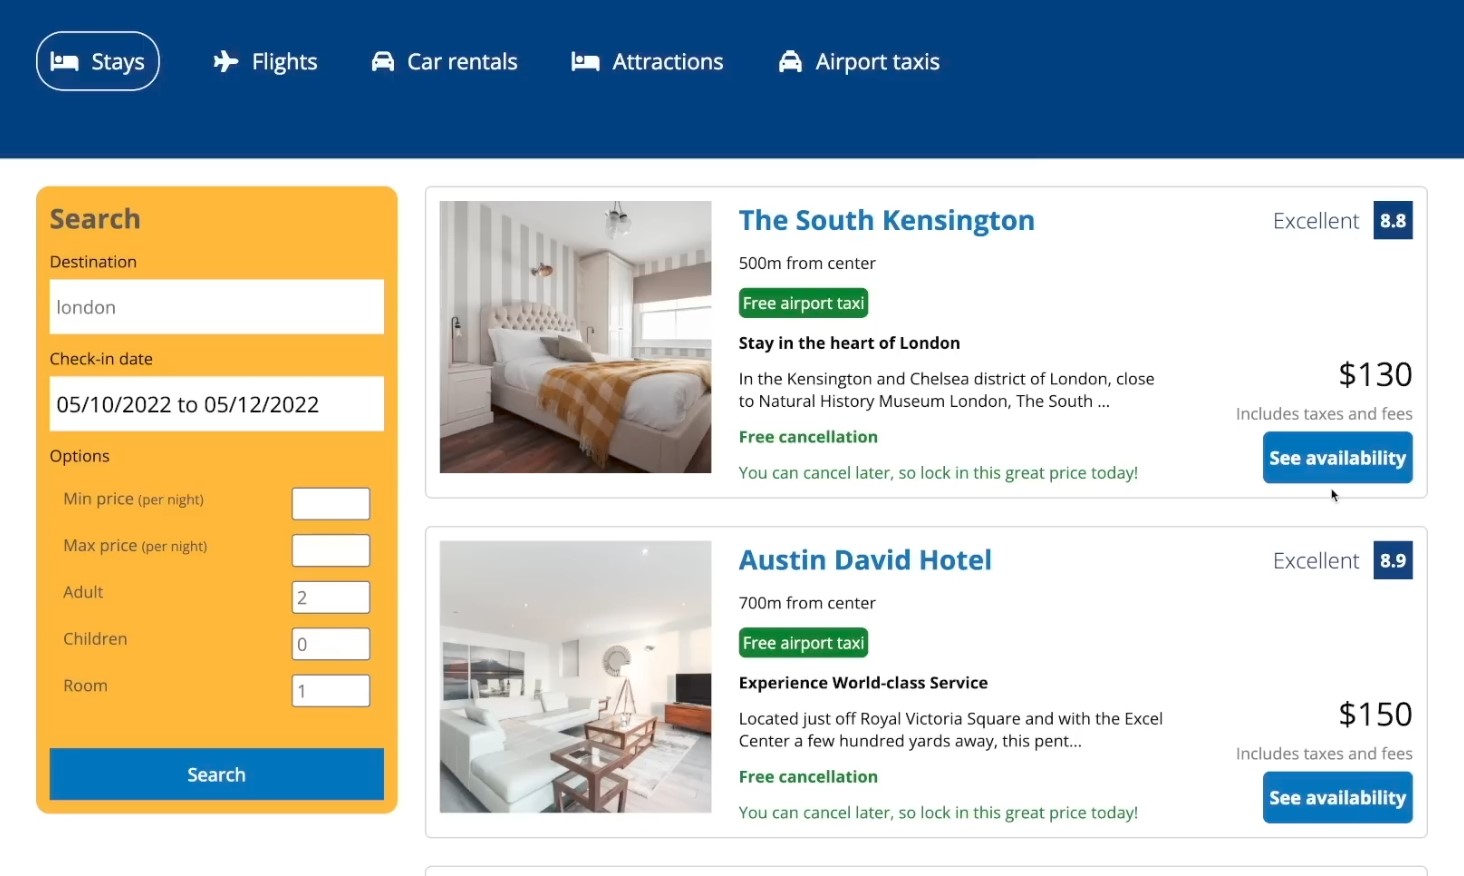 Stays
Flights
Car rentals
Attractions
Airport taxis
Search
Destination
london
Check-in date
05/10/2022 to 05/12/2022
Options
Min price (per night)
Max price (per night)
Adult
2
Children
0
Room
1
Search
The South Kensington
Excellent 8.8
500m from center
Free airport taxi
Stay in the heart of London
In the Kensington and Chelsea district of London, close
to Natural History Museum London, The South ...
Free cancellation
You can cancel later, so lock in this great price today!
$130
Includes taxes and fees
See availability
Austin David Hotel
Excellent 8.9
700m from center
Free airport taxi
Experience World-class Service
Located just off Royal Victoria Square and with the Excel
Center a few hundred yards away, this pent...
Free cancellation
You can cancel later, so lock in this great price today!
$150
Includes taxes and fees
See availability